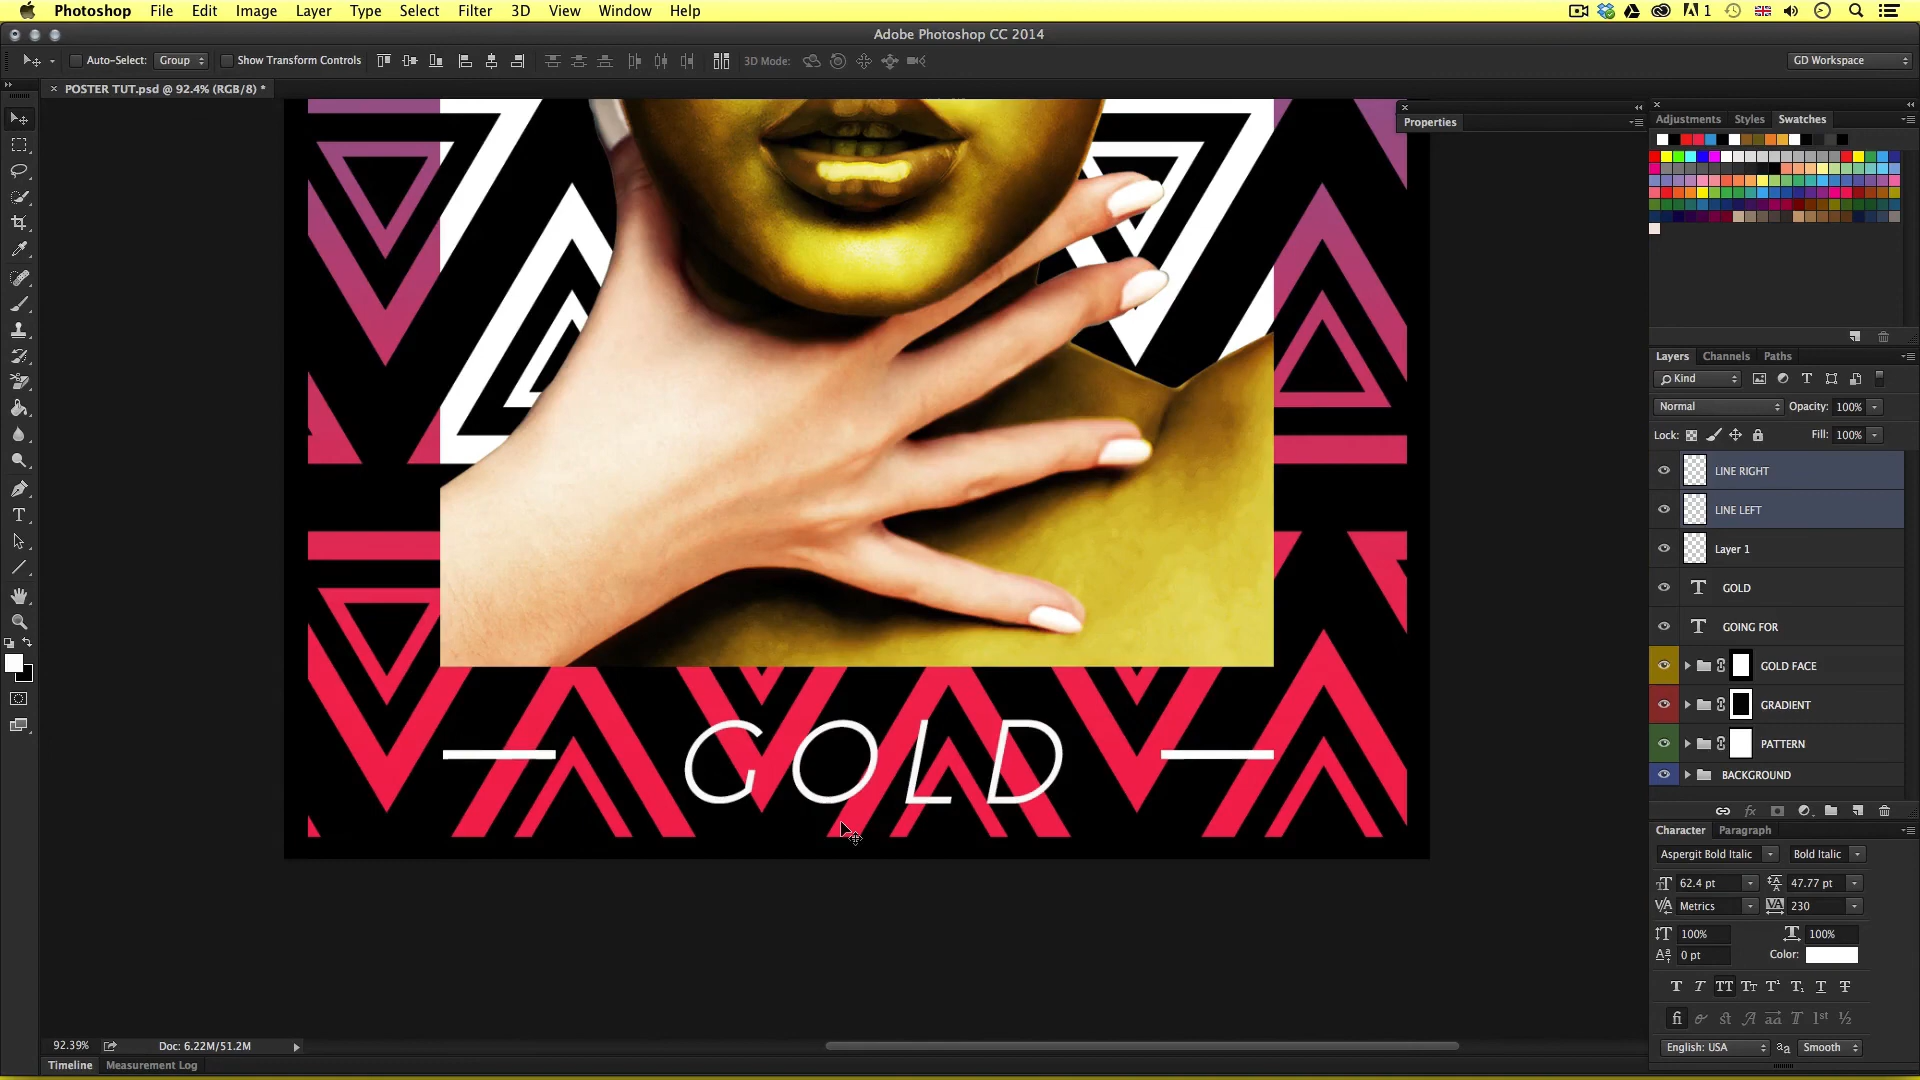 Photoshop File Edit Image Layer Type Select Filter 3D View Window Help 1
Adobe Photoshop CC 2014
Auto-Select: Group Show Transform Controls 3D Mode: GD Workspace
POSTER TUT.psd @ 92.4% (RGB/8) *
Properties
Adjustments Styles Swatches
Layers Channels Paths
Kind
Normal Opacity: 100%
Lock: Fill: 100%
LINE RIGHT
LINE LEFT
Layer 1
GOLD
GOING FOR
GOLD FACE
GRADIENT
PATTERN
BACKGROUND
GOLD
Character Paragraph
Aspergit Bold Italic Bold Italic
62.4 pt 47.77 pt
Metrics 230
100% 100%
0 pt Color:
English: USA Smooth
92.39% Doc: 6.22M/51.2M
Timeline Measurement Log